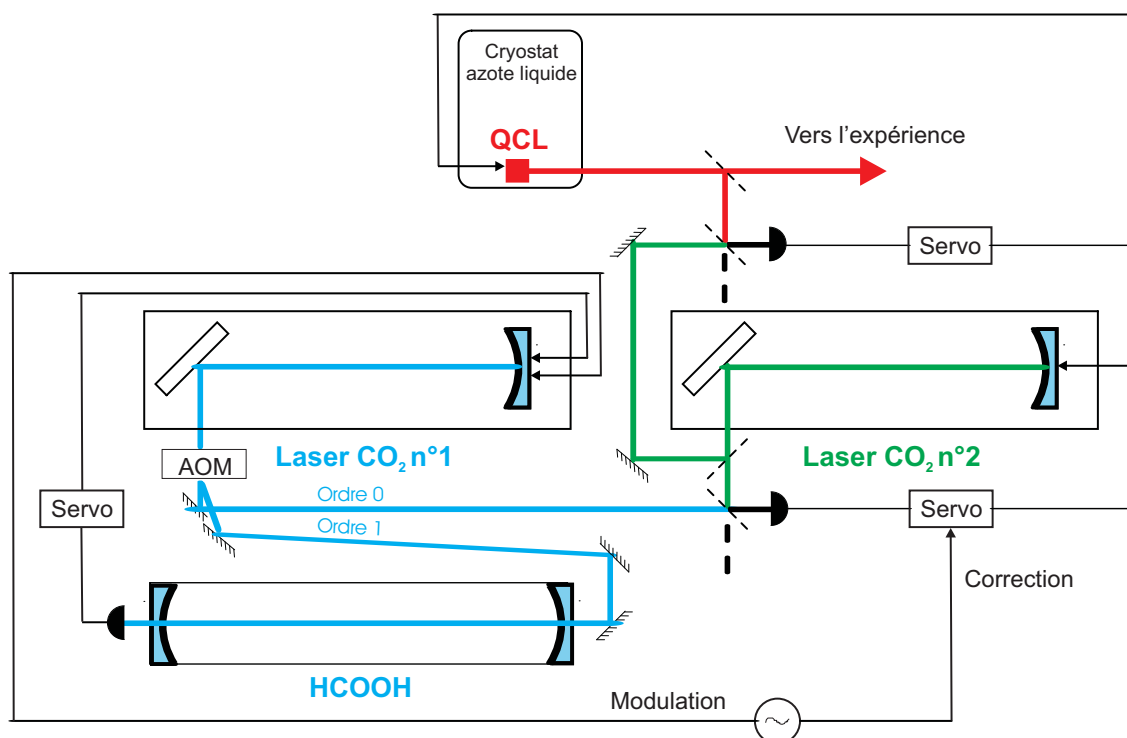 Cryostat
azote liquide
QCL
Vers l'expérience
Servo
Laser CO₂ n°1
Laser CO₂ n°2
AOM
Ordre 0
Servo
Servo
Ordre 1
Correction
HCOOH
Modulation